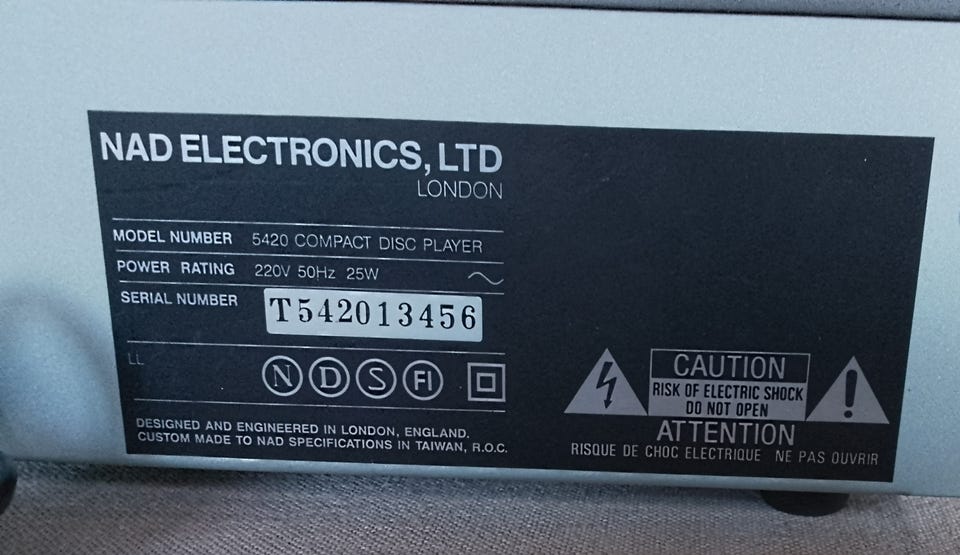 NAD ELECTRONICS, LTD
LONDON
MODEL NUMBER 5420 COMPACT DISC PLAYER
POWER RATING 220V 50Hz 25W
SERIAL NUMBER T542013456
LL
N D S FI
DESIGNED AND ENGINEERED IN LONDON, ENGLAND.
CUSTOM MADE TO NAD SPECIFICATIONS IN TAIWAN, R.O.C.
CAUTION
RISK OF ELECTRIC SHOCK
DO NOT OPEN
ATTENTION
RISQUE DE CHOC ELECTRIQUE NE PAS OUVRIR